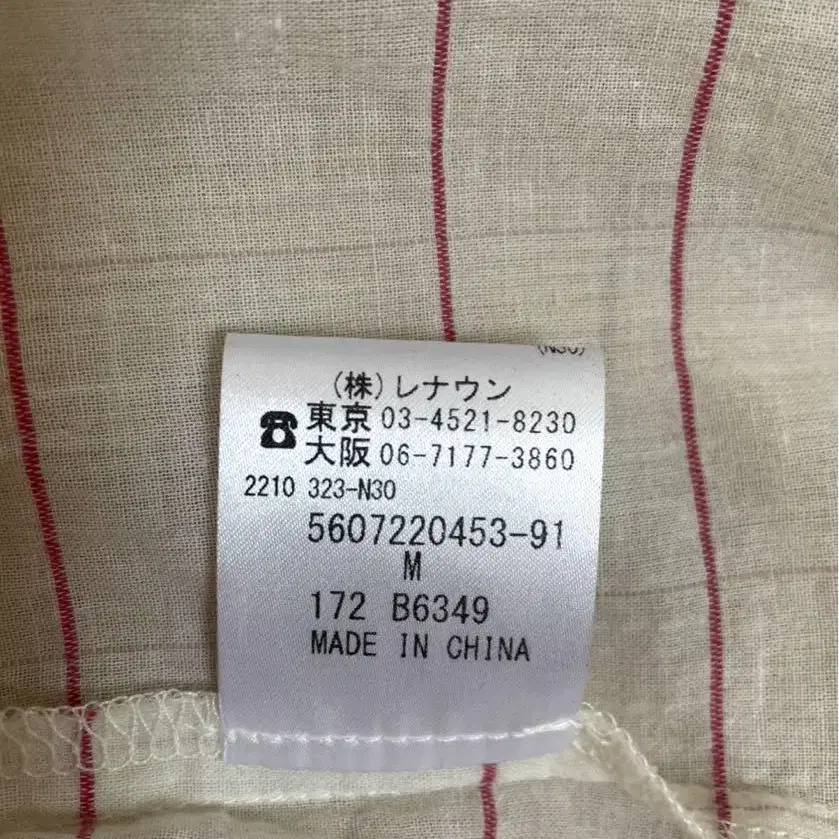 (N30)
(株)レナウン
東京 03-4521-8230
大阪 06-7177-3860
2210 323-N30
5607220453-91
M
172 B6349
MADE IN CHINA